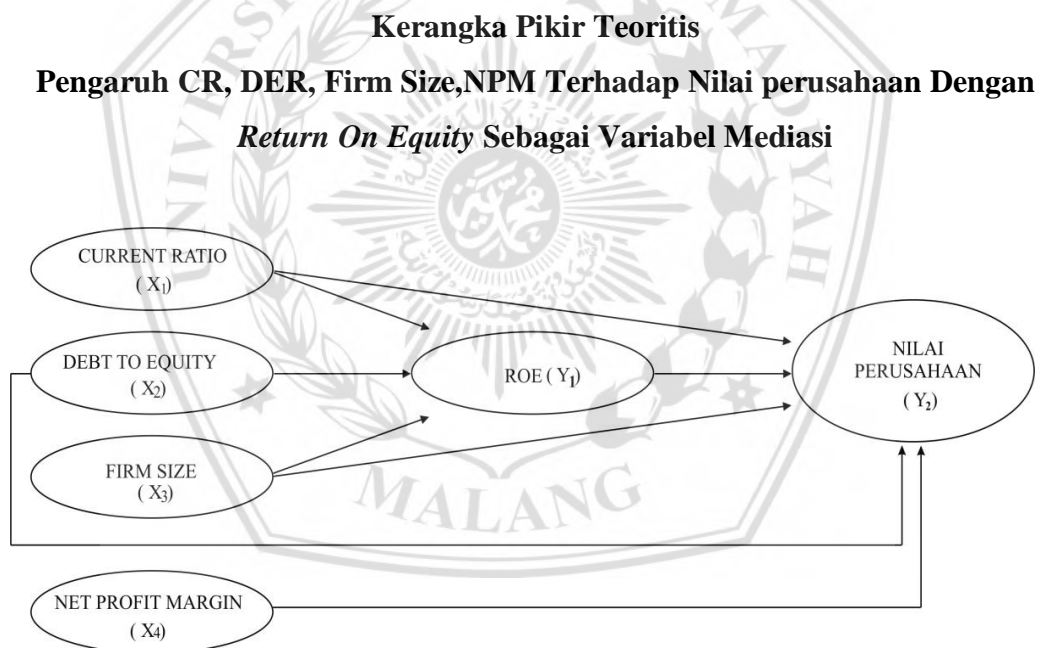 Kerangka Pikir Teoritis
Pengaruh CR, DER, Firm Size,NPM Terhadap Nilai perusahaan Dengan
Return On Equity Sebagai Variabel Mediasi
CURRENT RATIO
( X1)
DEBT TO EQUITY
( X2)
ROE ( Y1)
NILAI
PERUSAHAAN
( Y2)
FIRM SIZE
( X3)
MALANG
NET PROFIT MARGIN
( X4)